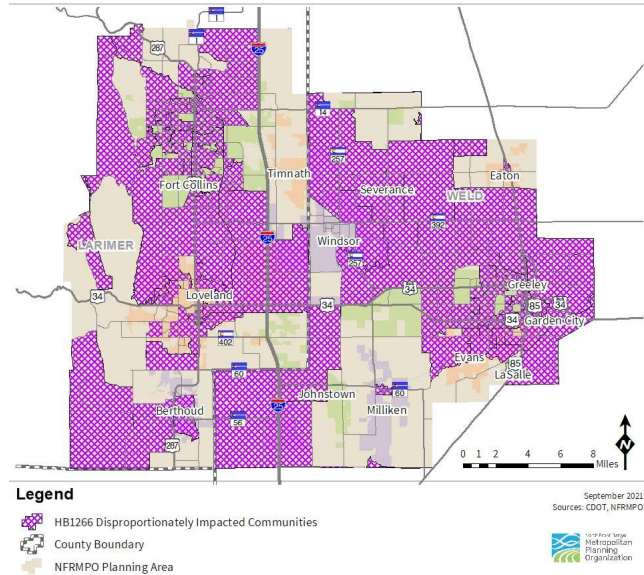 1
1
287
25
14
257
Timnath
Eaton
Fort Collins
Severance
WELD
392
25
Windsor
LARIMER
257
34
34
Greeley
34
Loveland
34
85
34
Garden City
402
Evans
85
60
LaSalle
Johnstown
60
25
Berthoud
56
Milliken
287
N
0 1 2 4 6 8
Miles
Legend
September 2021
Sources: CDOT, NFRMPO
HB1266 Disproportionately Impacted Communities
County Boundary
NFRMPO Planning Area
North Front Range
Metropolitan
Planning
Organization